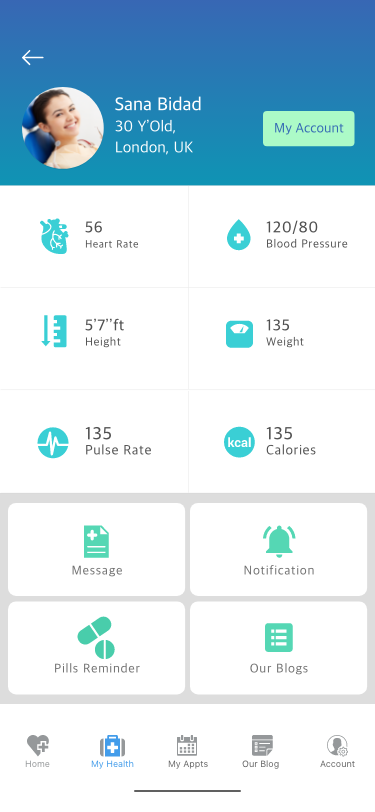 Sana Bidad
30 Y'Old,
London, UK
My Account
56
Heart Rate
120/80
Blood Pressure
5'7''ft
Height
135
Weight
135
Pulse Rate
kcal
135
Calories
Message
Notification
Pills Reminder
Our Blogs
Home
My Health
My Appts
Our Blog
Account